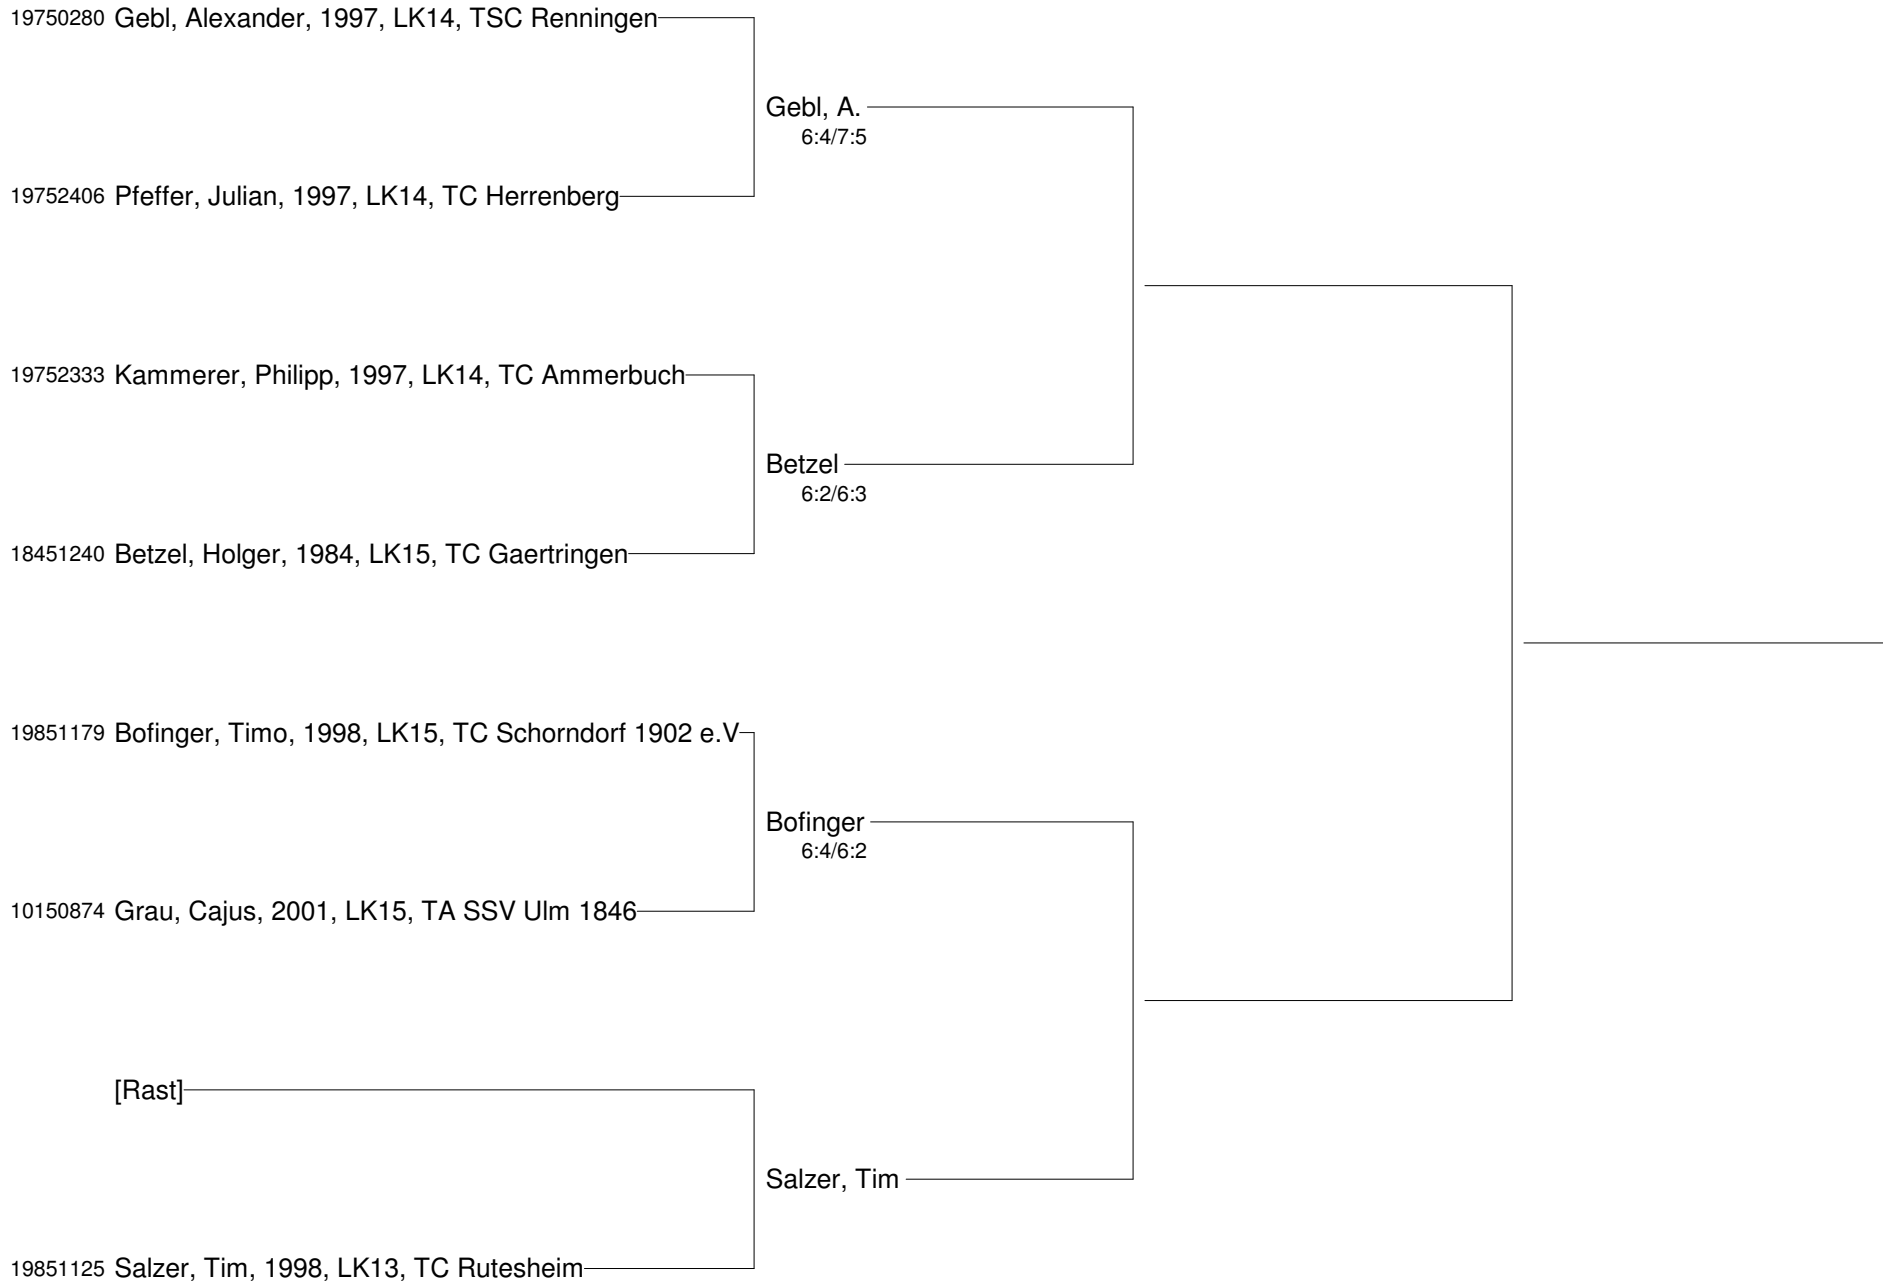 19750280 Gebl, Alexander, 1997, LK14, TSC Renningen
Gebl, A.
6:4/7:5
19752406 Pfeffer, Julian, 1997, LK14, TC Herrenberg
19752333 Kammerer, Philipp, 1997, LK14, TC Ammerbuch
Betzel
6:2/6:3
18451240 Betzel, Holger, 1984, LK15, TC Gaertringen
19851179 Bofinger, Timo, 1998, LK15, TC Schorndorf 1902 e.V
Bofinger
6:4/6:2
10150874 Grau, Cajus, 2001, LK15, TA SSV Ulm 1846
[Rast]
Salzer, Tim
19851125 Salzer, Tim, 1998, LK13, TC Rutesheim